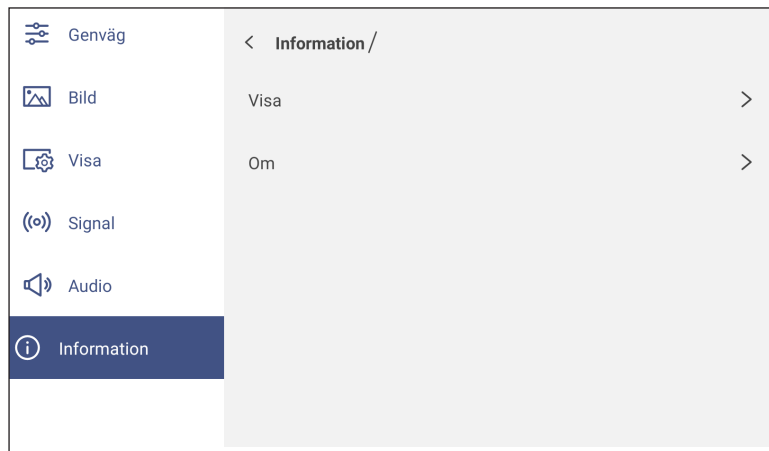 Genväg
Bild
Visa
Signal
Audio
Information
Information /
Visa
Om